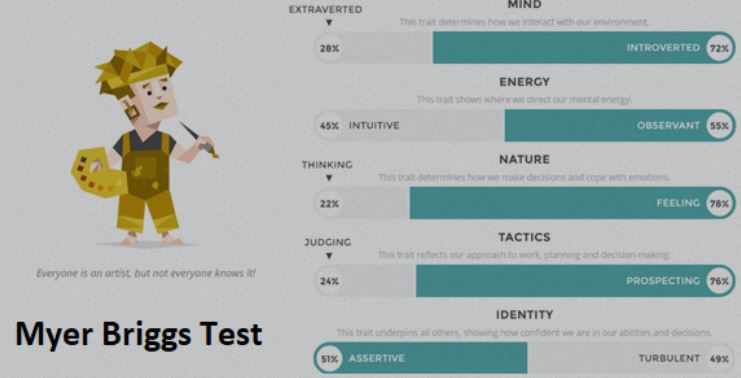 MIND
EXTRAVERTED
This trait determines how we interact with our environment.
28%
INTROVERTED 72%
ENERGY
This trait shows where we direct our mental energy.
45% INTUITIVE
OBSERVANT 55%
NATURE
THINKING
This trait determines how we make decisions and cope with emotions.
22%
FEELING 78%
TACTICS
JUDGING
This trait reflects our approach to work, planning and decision-making.
24%
PROSPECTING 76%
IDENTITY
This trait underpins all others, showing how confident we are in our abilities and decisions.
51% ASSERTIVE
TURBULENT 49%
Everyone is an artist, but not everyone knows it!
Myer Briggs Test